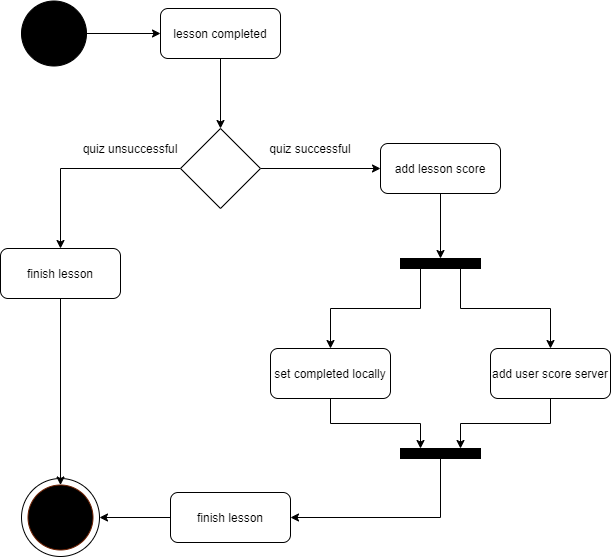 lesson completed
quiz unsuccessful
quiz successful
add lesson score
finish lesson
set completed locally
add user score server
finish lesson